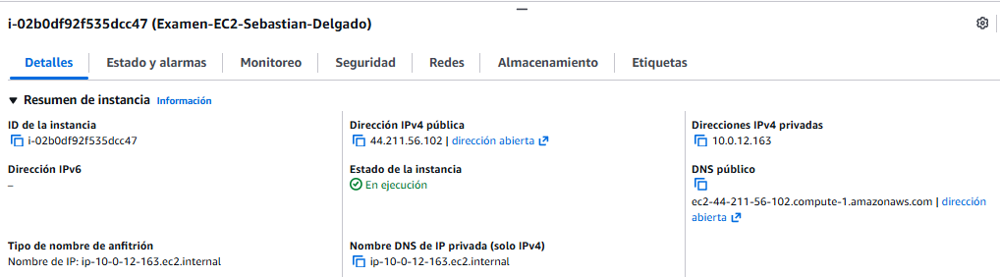 i-02b0df92f535dcc47 (Examen-EC2-Sebastian-Delgado)
Detalles Estado y alarmas Monitoreo Seguridad Redes Almacenamiento Etiquetas
▼ Resumen de instancia Información
ID de la instancia
i-02b0df92f535dcc47
Dirección IPv4 pública
44.211.56.102 | dirección abierta
Direcciones IPv4 privadas
10.0.12.163
Dirección IPv6
–
Estado de la instancia
En ejecución
DNS público
ec2-44-211-56-102.compute-1.amazonaws.com | dirección
abierta
Tipo de nombre de anfitrión
Nombre de IP: ip-10-0-12-163.ec2.internal
Nombre DNS de IP privada (solo IPv4)
ip-10-0-12-163.ec2.internal